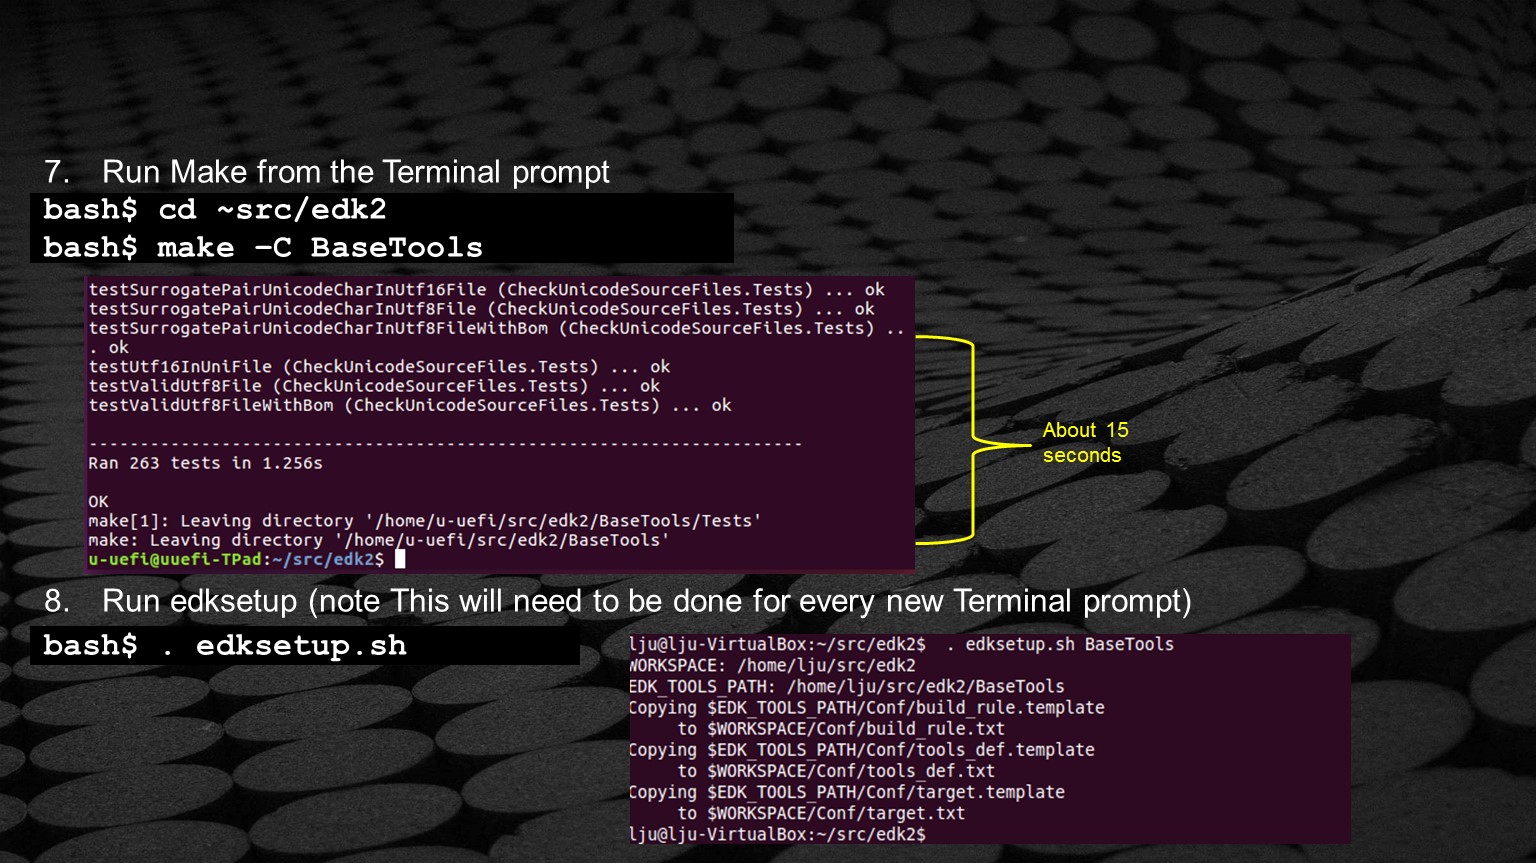 7. Run Make from the Terminal prompt
bash$ cd ~src/edk2
bash$ make –C BaseTools
testSurrogatePairUnicodeCharInUtf16File (CheckUnicodeSourceFiles.Tests) ... ok
testSurrogatePairUnicodeCharInUtf8File (CheckUnicodeSourceFiles.Tests) ... ok
testSurrogatePairUnicodeCharInUtf8FileWithBom (CheckUnicodeSourceFiles.Tests) ..
. ok
testUtf16InUniFile (CheckUnicodeSourceFiles.Tests) ... ok
testValidUtf8File (CheckUnicodeSourceFiles.Tests) ... ok
testValidUtf8FileWithBom (CheckUnicodeSourceFiles.Tests) ... ok
----------------------------------------------------------------------
Ran 263 tests in 1.256s
OK
make[1]: Leaving directory '/home/u-uefi/src/edk2/BaseTools/Tests'
make: Leaving directory '/home/u-uefi/src/edk2/BaseTools'
u-uefi@uuefi-TPad:~/src/edk2$
About 15
seconds
8. Run edksetup (note This will need to be done for every new Terminal prompt)
bash$ . edksetup.sh
lju@lju-VirtualBox:~/src/edk2$  . edksetup.sh BaseTools
WORKSPACE: /home/lju/src/edk2
EDK_TOOLS_PATH: /home/lju/src/edk2/BaseTools
Copying $EDK_TOOLS_PATH/Conf/build_rule.template
to $WORKSPACE/Conf/build_rule.txt
Copying $EDK_TOOLS_PATH/Conf/tools_def.template
to $WORKSPACE/Conf/tools_def.txt
Copying $EDK_TOOLS_PATH/Conf/target.template
to $WORKSPACE/Conf/target.txt
lju@lju-VirtualBox:~/src/edk2$